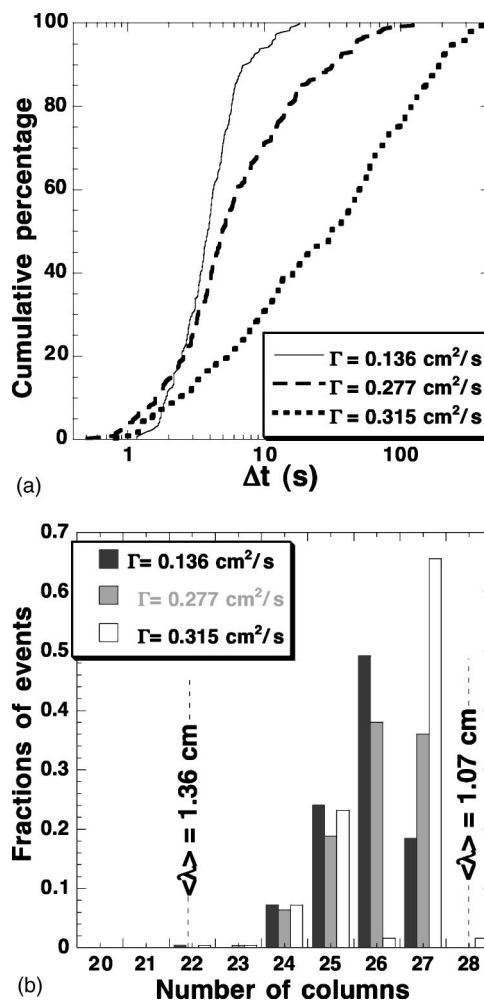 100
80
60
40
20
0
Cumulative percentage
Γ = 0.136 cm²/s
Γ = 0.277 cm²/s
Γ = 0.315 cm²/s
1 10 100
Δt (s)
(a)
0.7
0.6
0.5
0.4
0.3
0.2
0.1
0
Fractions of events
Γ= 0.136 cm²/s
Γ= 0.277 cm²/s
Γ= 0.315 cm²/s
<λ> = 1.36 cm
<λ> = 1.07 cm
20 21 22 23 24 25 26 27 28
Number of columns
(b)